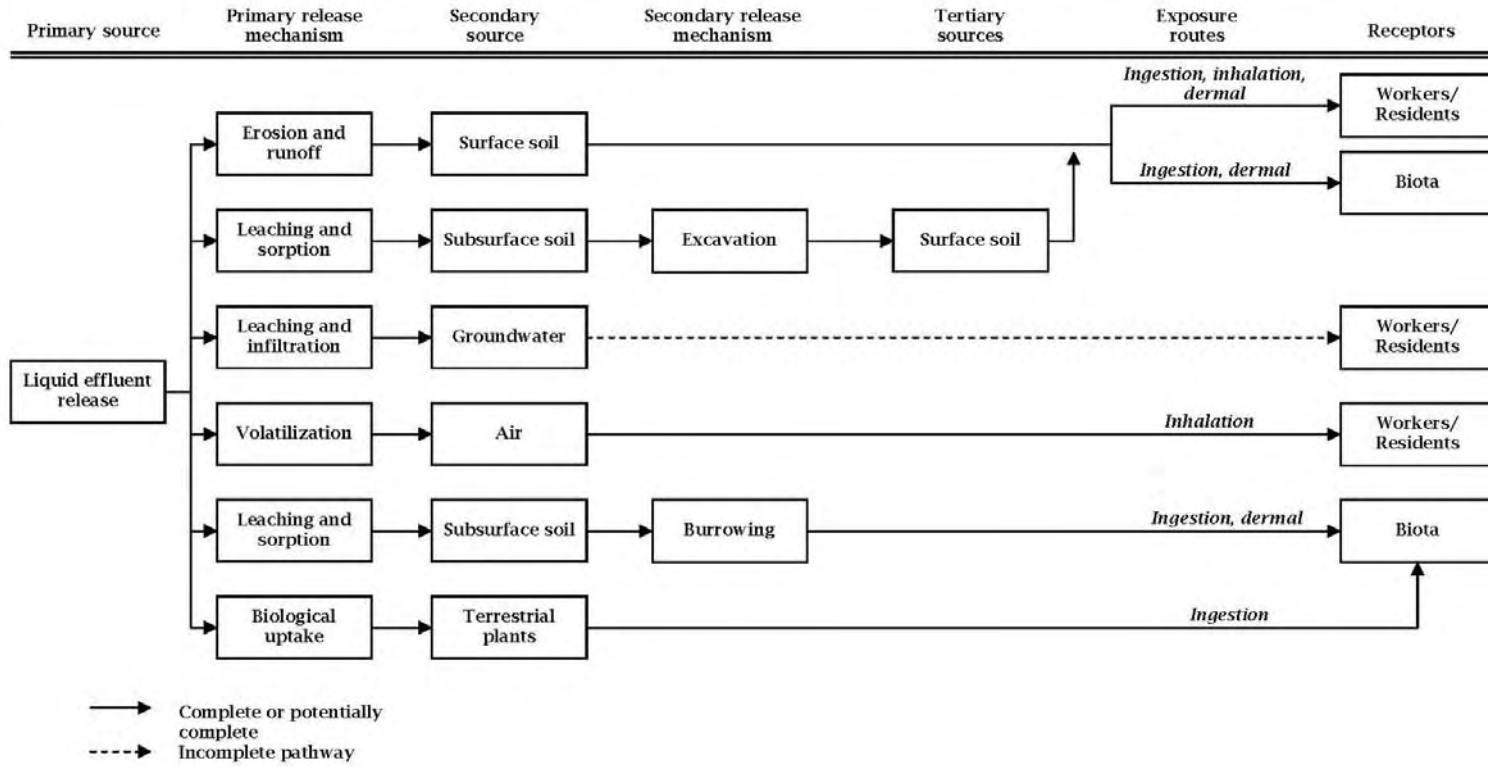 Primary source
Primary release
mechanism
Secondary
source
Secondary release
mechanism
Tertiary
sources
Exposure
routes
Receptors
Ingestion, inhalation,
dermal
Workers/
Residents
Erosion and
runoff
Surface soil
Ingestion, dermal
Biota
Leaching and
sorption
Subsurface soil
Excavation
Surface soil
Leaching and
infiltration
Groundwater
Workers/
Residents
Liquid effluent
release
Volatilization
Air
Inhalation
Workers/
Residents
Leaching and
sorption
Subsurface soil
Burrowing
Ingestion, dermal
Biota
Biological
uptake
Terrestrial
plants
Ingestion
Complete or potentially
complete
Incomplete pathway